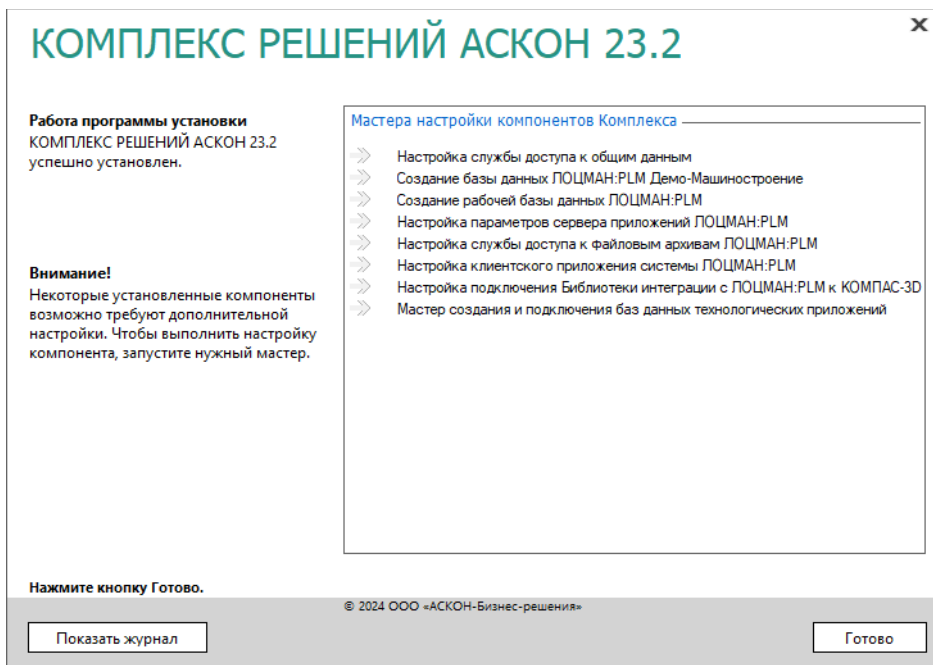 КОМПЛЕКС РЕШЕНИЙ АСКОН 23.2
Работа программы установки
КОМПЛЕКС РЕШЕНИЙ АСКОН 23.2
успешно установлен.
Внимание!
Некоторые установленные компоненты
возможно требуют дополнительной
настройки. Чтобы выполнить настройку
компонента, запустите нужный мастер.
Мастера настройки компонентов Комплекса
Настройка службы доступа к общим данным
Создание базы данных ЛОЦМАН:PLM Демо-Машиностроение
Создание рабочей базы данных ЛОЦМАН:PLM
Настройка параметров сервера приложений ЛОЦМАН:PLM
Настройка службы доступа к файловым архивам ЛОЦМАН:PLM
Настройка клиентского приложения системы ЛОЦМАН:PLM
Настройка подключения Библиотеки интеграции с ЛОЦМАН:PLM к КОМПАС-3D
Мастер создания и подключения баз данных технологических приложений
Нажмите кнопку Готово.
© 2024 ООО «АСКОН-Бизнес-решения»
Показать журнал
Готово